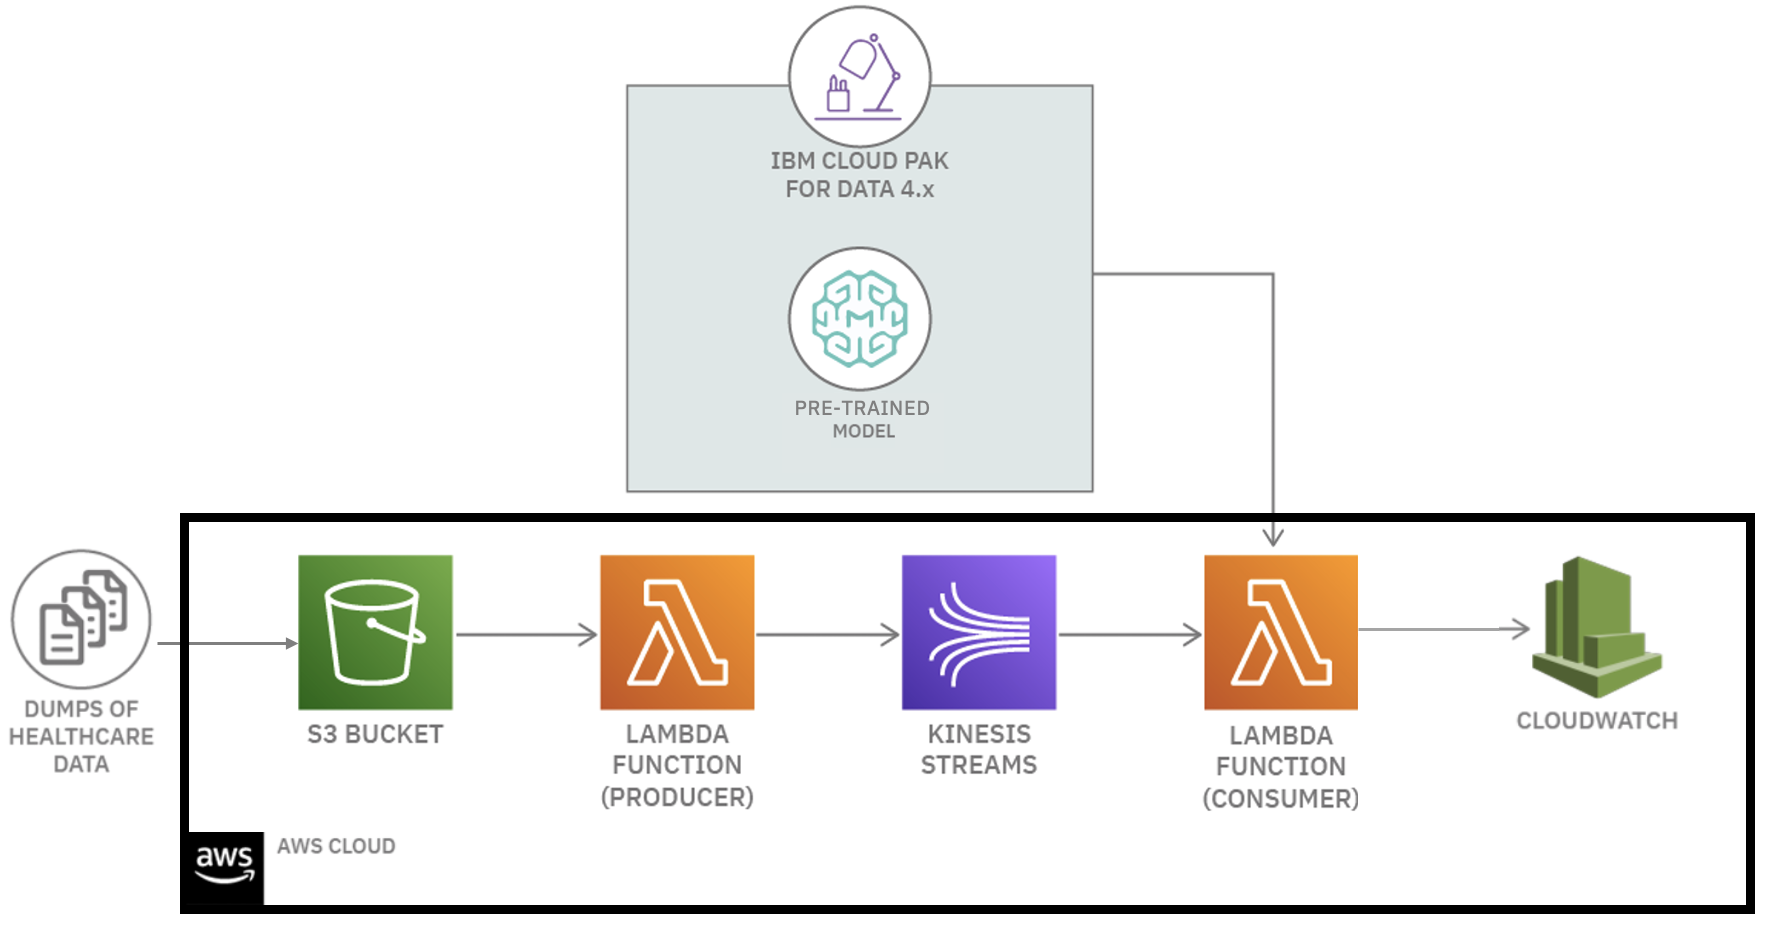 IBM CLOUD PAK
FOR DATA 4.x
PRE-TRAINED
MODEL
DUMPS OF
HEALTHCARE
DATA
S3 BUCKET
LAMBDA
FUNCTION
(PRODUCER)
KINESIS
STREAMS
LAMBDA
FUNCTION
(CONSUMER)
CLOUDWATCH
aws
AWS CLOUD